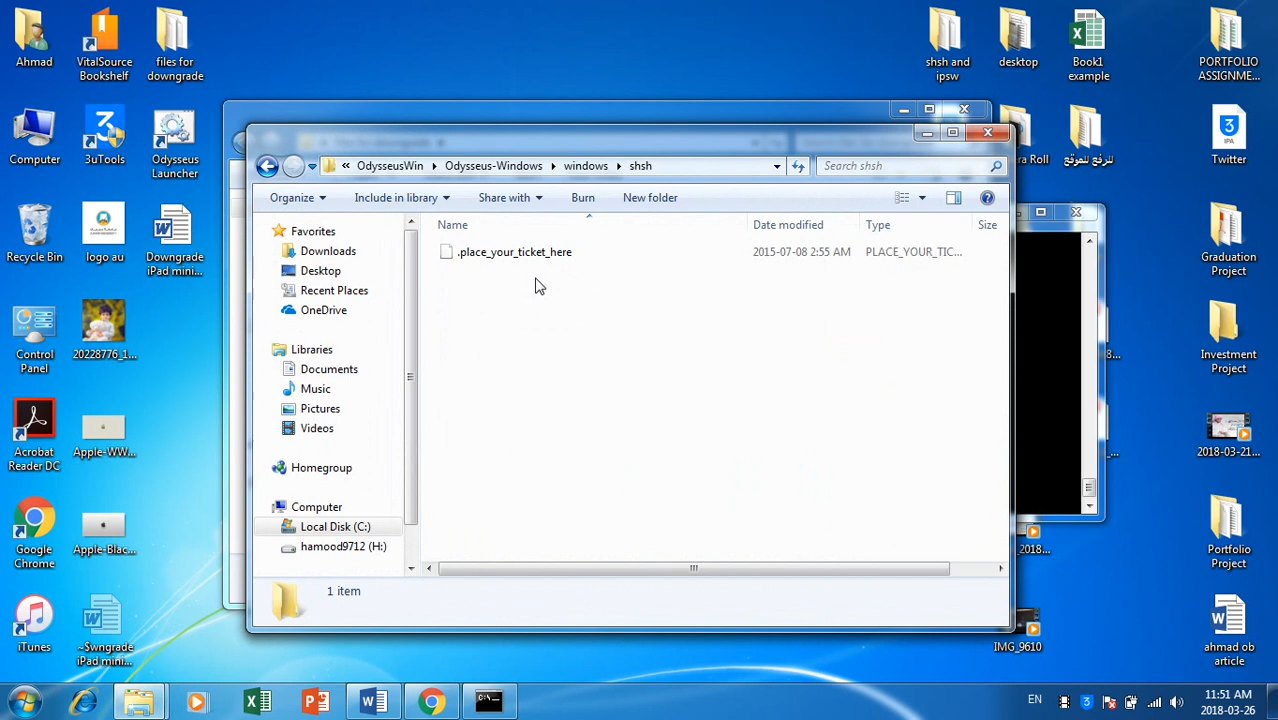 Ahmad
VitalSource
Bookshelf
files for
downgrade
shsh and
ipsw
desktop
Book1
example
PORTFOLIO
ASSIGNME...
Computer
3uTools
Odysseus
Launcher
era Roll
للرفع للموقع
IPA
Twitter
Recycle Bin
logo au
Downgrade
iPad mini...
Graduation
Project
Control
Panel
20228776_1...
8...
Investment
Project
Acrobat
Reader DC
Apple-WW...
2018-03-21...
Google
Chrome
Apple-Blac...
_2018...
Portfolio
Project
iTunes
~$wngrade
iPad mini...
IMG_9610
ahmad ob
article
« OdysseusWin
Odysseus-Windows
windows
shsh
Search shsh
Organize
Include in library
Share with
Burn
New folder
Favorites
Downloads
Desktop
Recent Places
OneDrive
Libraries
Documents
Music
Pictures
Videos
Homegroup
Computer
Local Disk (C:)
hamood9712 (H:)
Name
Date modified
Type
Size
.place_your_ticket_here
2015-07-08 2:55 AM
PLACE_YOUR_TIC...
1 item
EN
11:51 AM
2018-03-26